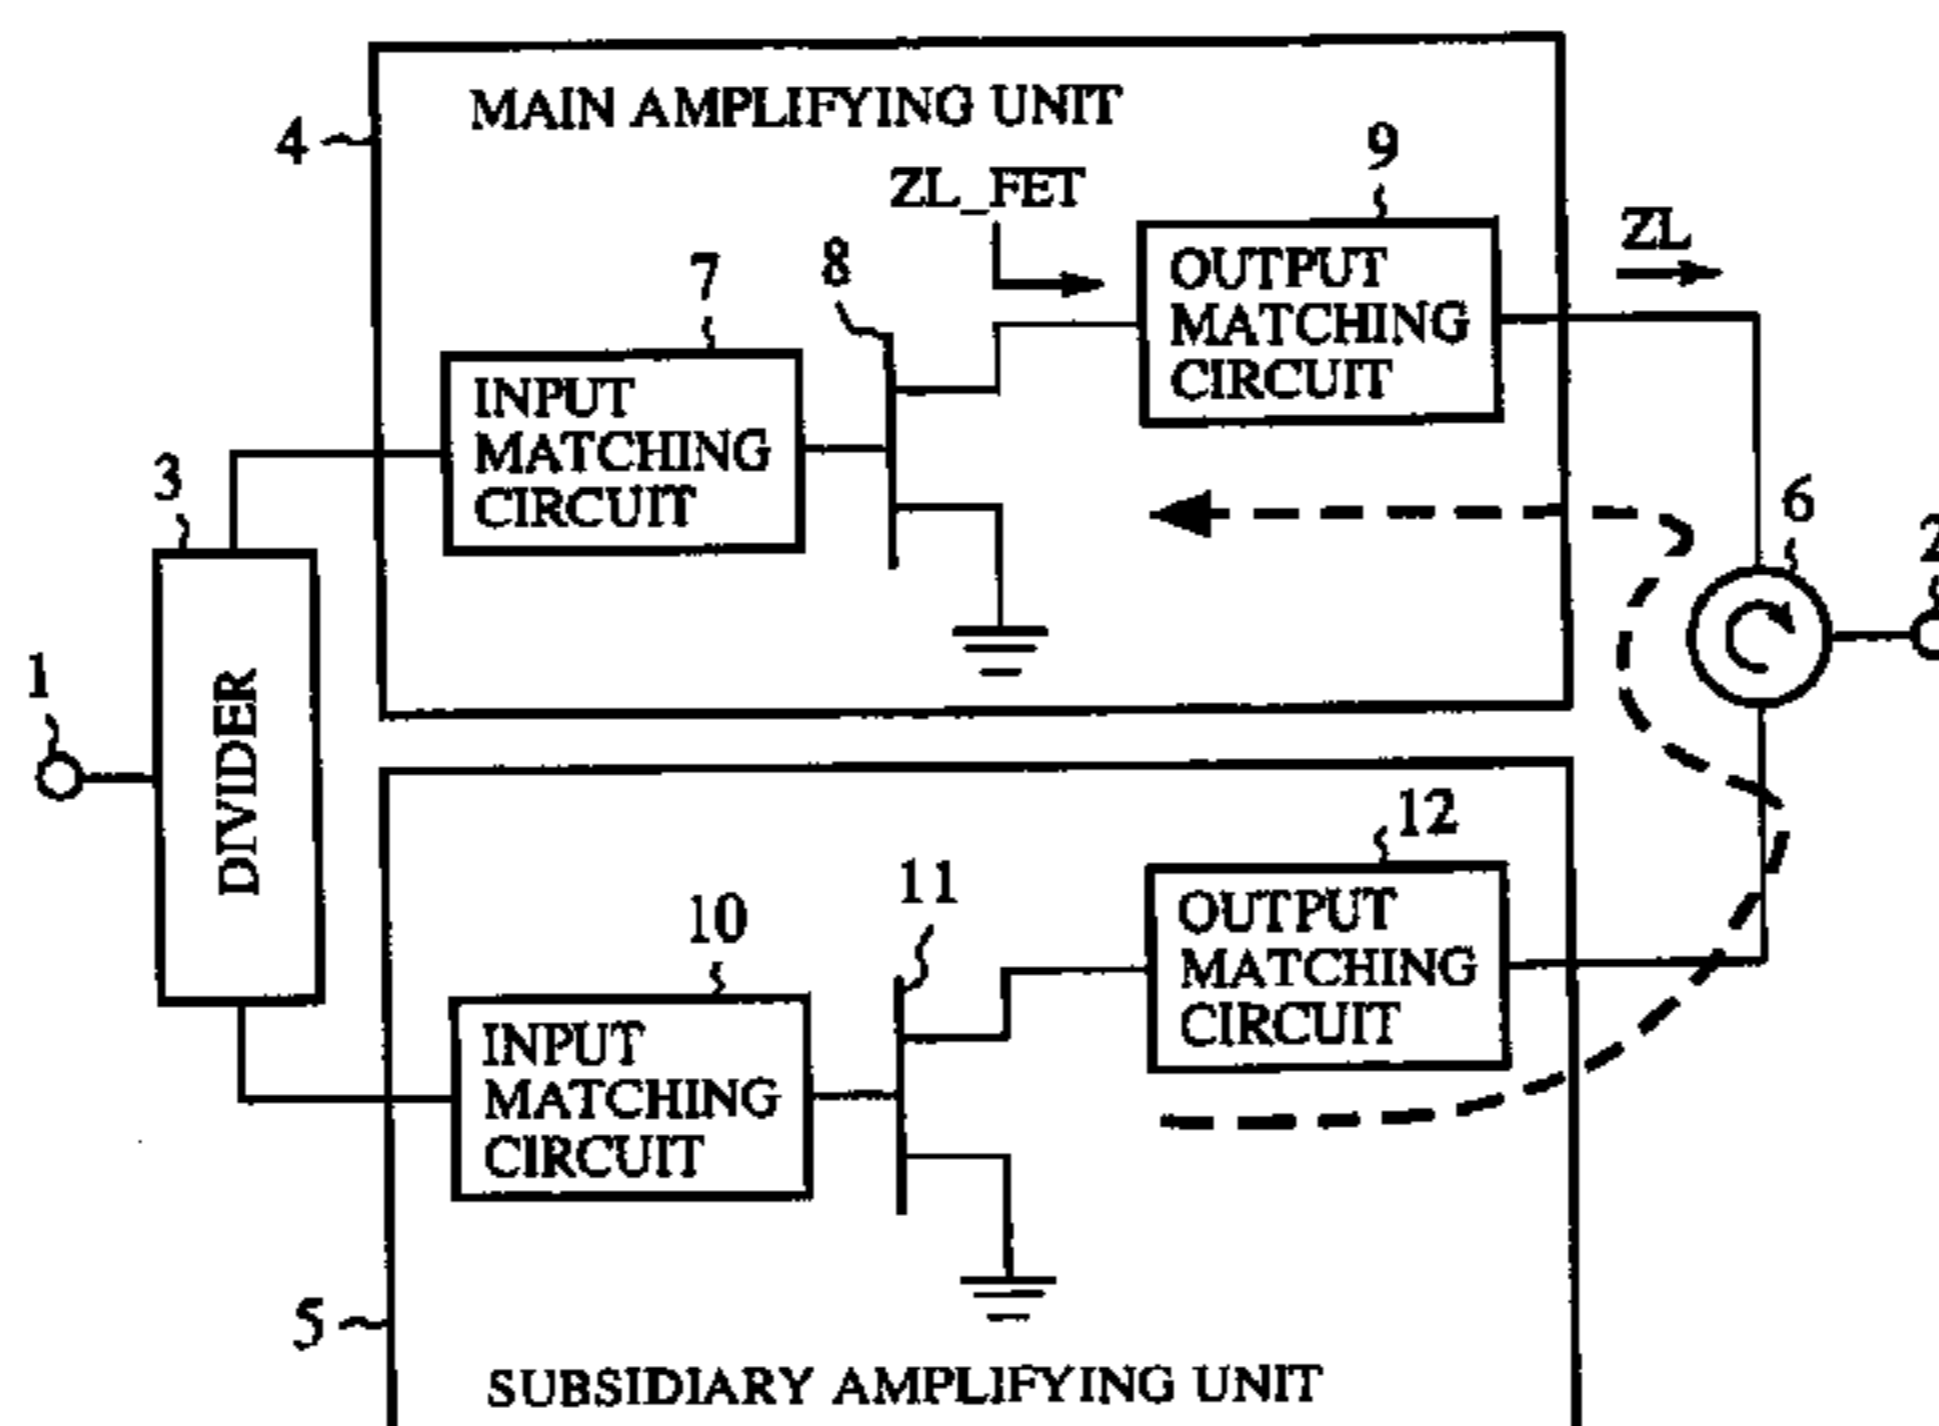 MAIN AMPLIFYING UNIT
4
ZL_FET
9
ZL
7
8
OUTPUT
MATCHING
CIRCUIT
INPUT
MATCHING
CIRCUIT
3
6
2
1
DIVIDER
12
11
10
OUTPUT
MATCHING
CIRCUIT
INPUT
MATCHING
CIRCUIT
5
SUBSIDIARY AMPLIFYING UNIT